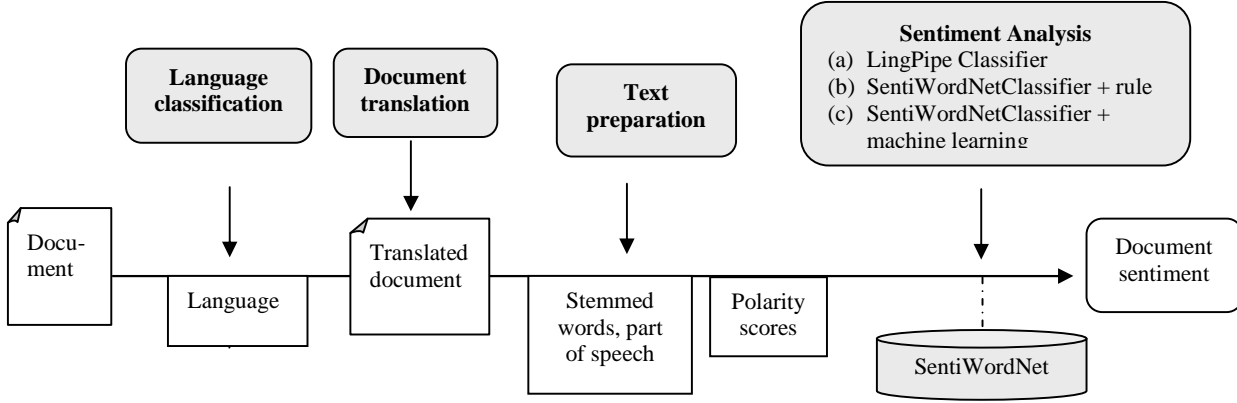 Language
classification
Document
translation
Text
preparation
Sentiment Analysis
(a) LingPipe Classifier
(b) SentiWordNetClassifier + rule
(c) SentiWordNetClassifier +
machine learning
Docu-
ment
Language
Translated
document
Stemmed
words, part
of speech
Polarity
scores
SentiWordNet
Document
sentiment